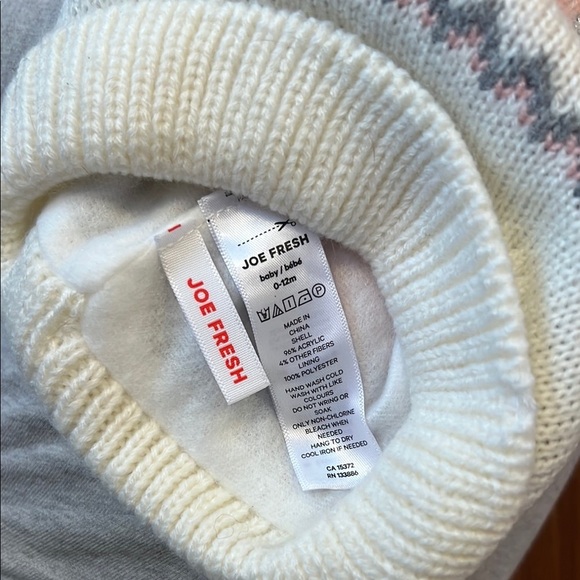 JOE FRESH
JOE FRESH
baby / bébé
0-12m
MADE IN
CHINA
SHELL
96% ACRYLIC
4% OTHER FIBERS
LINING
100% POLYESTER
HAND WASH COLD
WASH WITH LIKE
COLOURS
DO NOT WRING OR
SOAK
ONLY NON-CHLORINE
BLEACH WHEN
NEEDED
HANG TO DRY
COOL IRON IF NEEDED
CA 15372
RN 133886